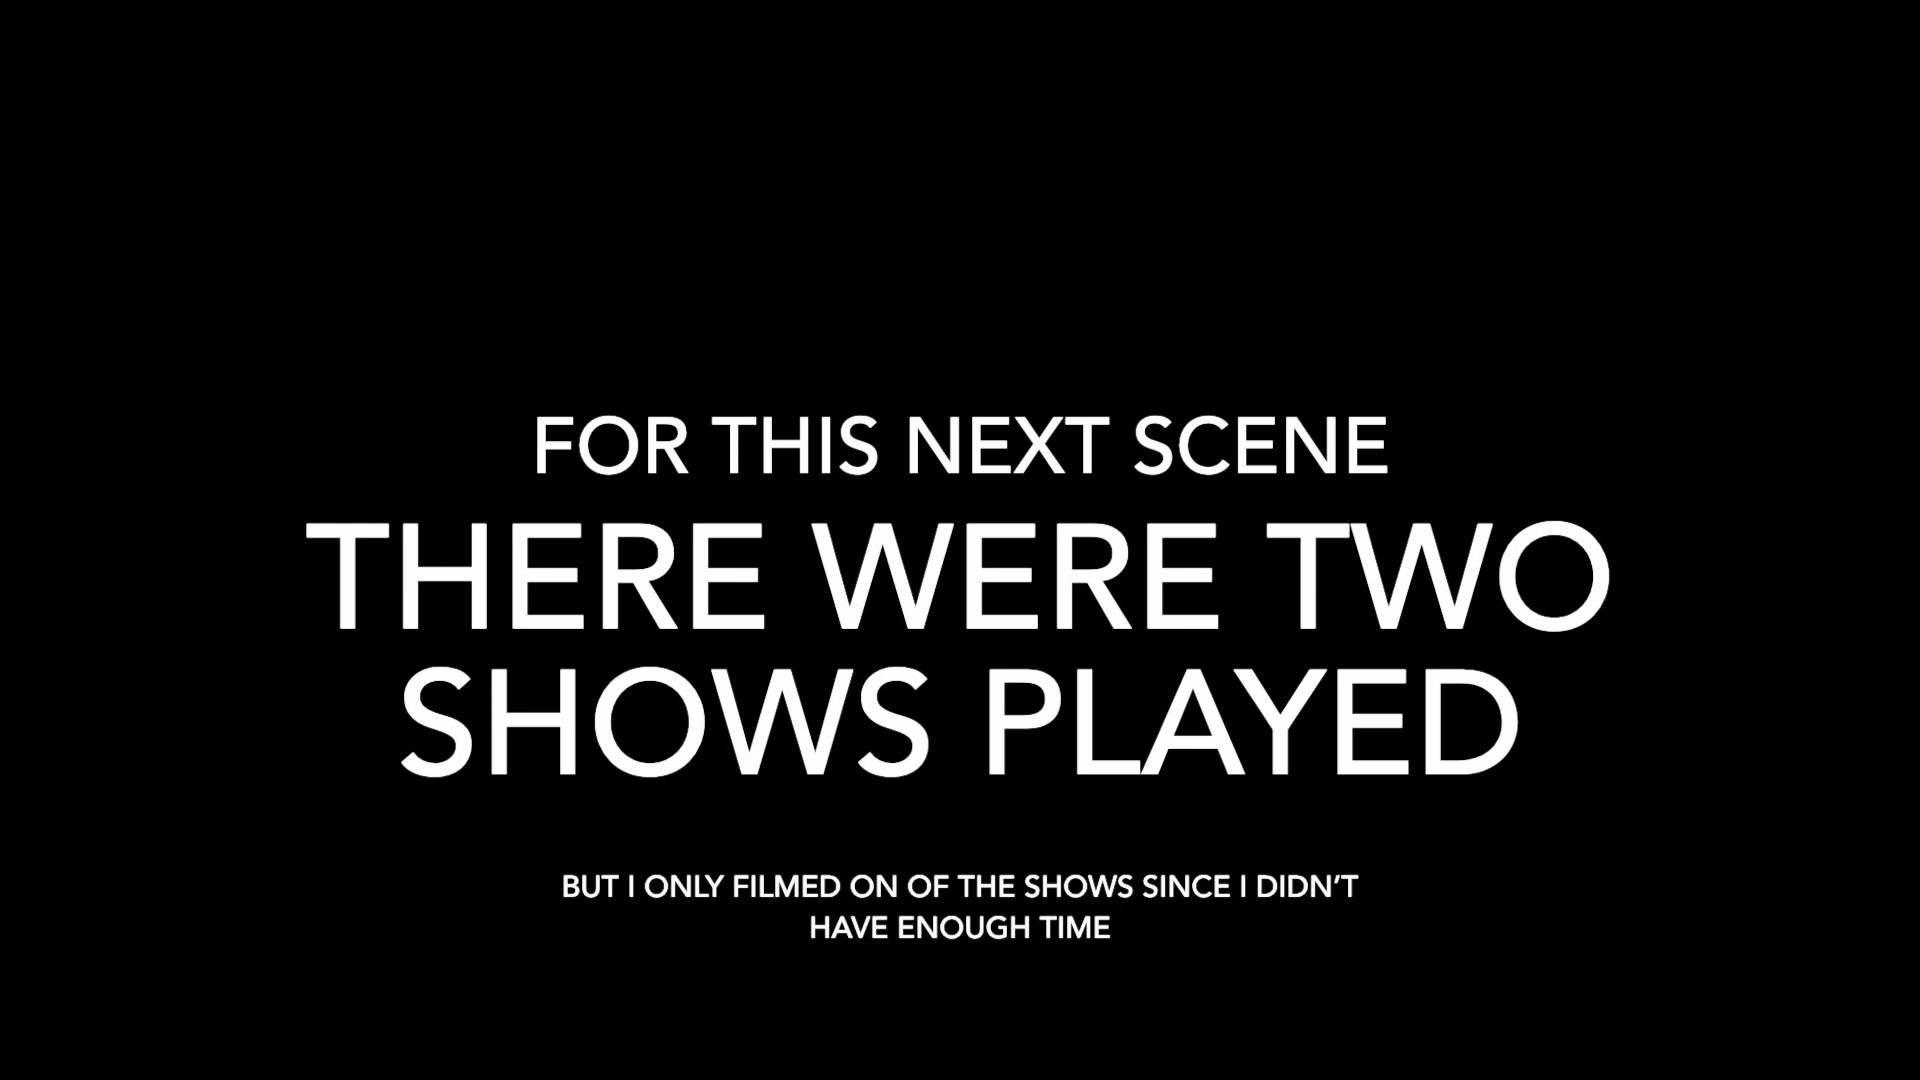 FOR THIS NEXT SCENE
THERE WERE TWO
SHOWS PLAYED
BUT I ONLY FILMED ON OF THE SHOWS SINCE I DIDN’T
HAVE ENOUGH TIME